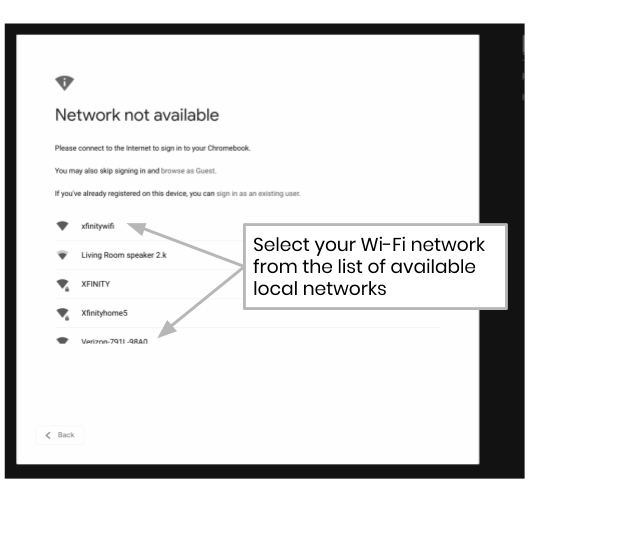 Network not available
Please connect to the Internet to sign in to your Chromebook.
You may also skip signing in and browse as Guest.
If you've already registered on this device, you can sign in as an existing user.
xfinitywifi
Living Room speaker 2.k
XFINITY
Xfinityhome5
Verizon-791L-98A0
Select your Wi-Fi network
from the list of available
local networks
Back